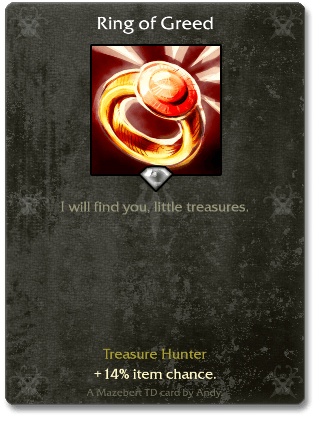 Ring of Greed
I will find you, little treasures.
Treasure Hunter
+14% item chance.
A Mazebert TD card by Andy